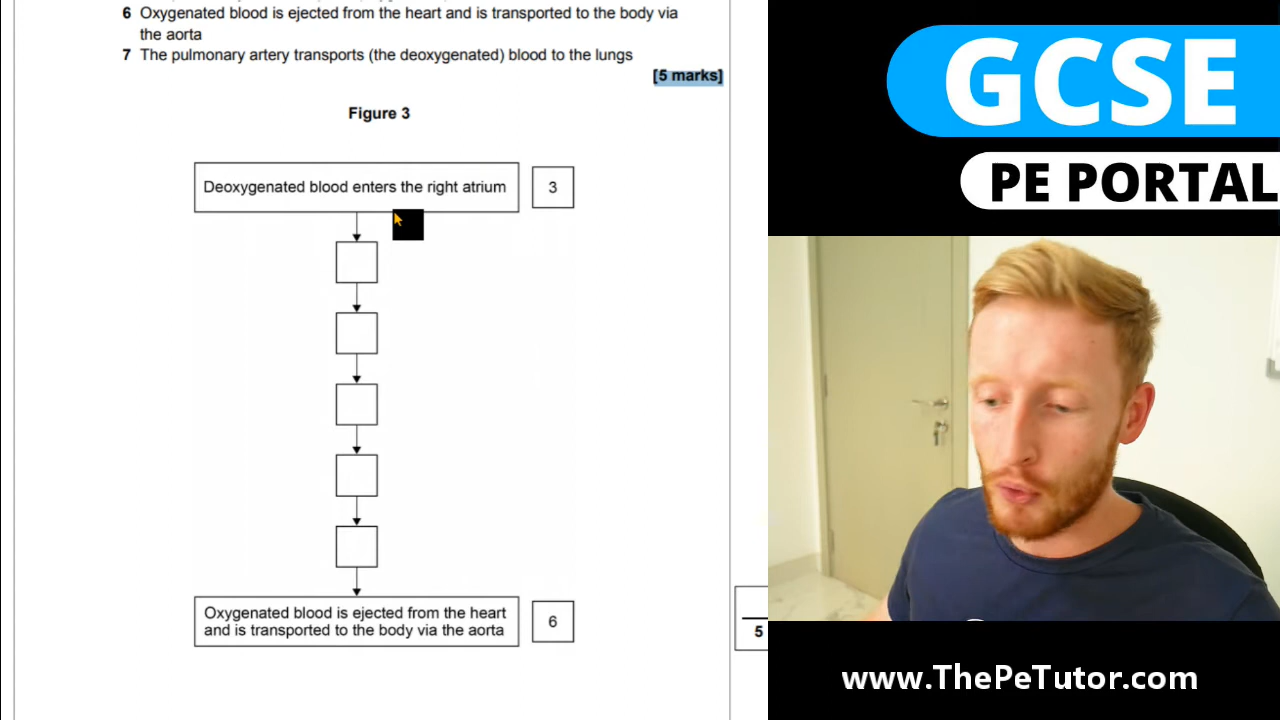 6 Oxygenated blood is ejected from the heart and is transported to the body via
the aorta
7 The pulmonary artery transports (the deoxygenated) blood to the lungs
[5 marks]
Figure 3
Deoxygenated blood enters the right atrium
3
Oxygenated blood is ejected from the heart
and is transported to the body via the aorta
6
5
GCSE
PE PORTAL
www.ThePeTutor.com